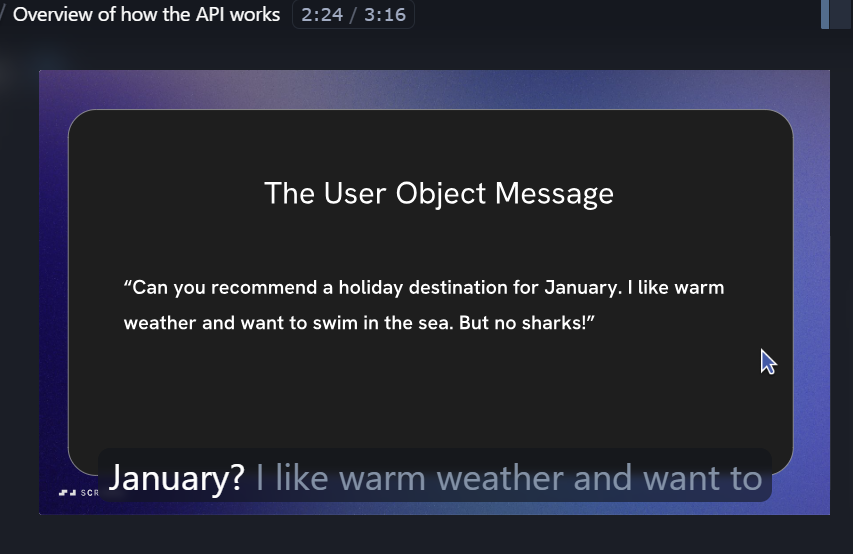 / Overview of how the API works 2:24 / 3:16
The User Object Message
“Can you recommend a holiday destination for January. I like warm
weather and want to swim in the sea. But no sharks!”
January? I like warm weather and want to
SCR